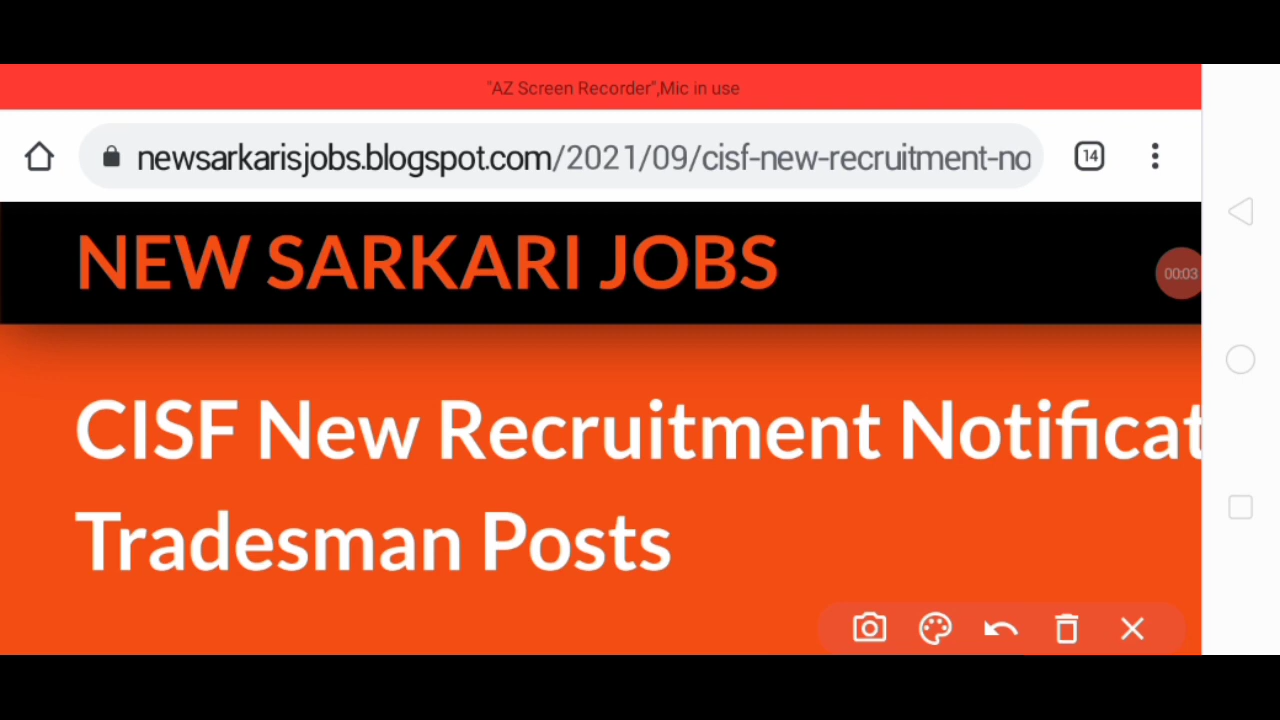 "AZ Screen Recorder",Mic in use
newsarkarisjobs.blogspot.com/2021/09/cisf-new-recruitment-no
14
NEW SARKARI JOBS
00:03
CISF New Recruitment Notificat
Tradesman Posts